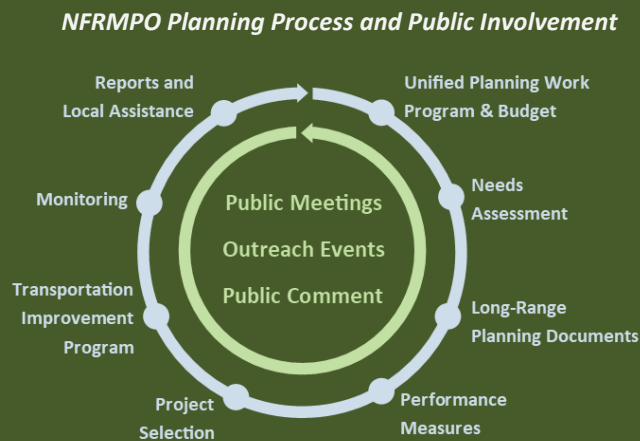 NFRMPO Planning Process and Public Involvement
Unified Planning Work
Program & Budget
Needs
Assessment
Long-Range
Planning Documents
Performance
Measures
Project
Selection
Transportation
Improvement
Program
Monitoring
Reports and
Local Assistance
Public Meetings
Outreach Events
Public Comment